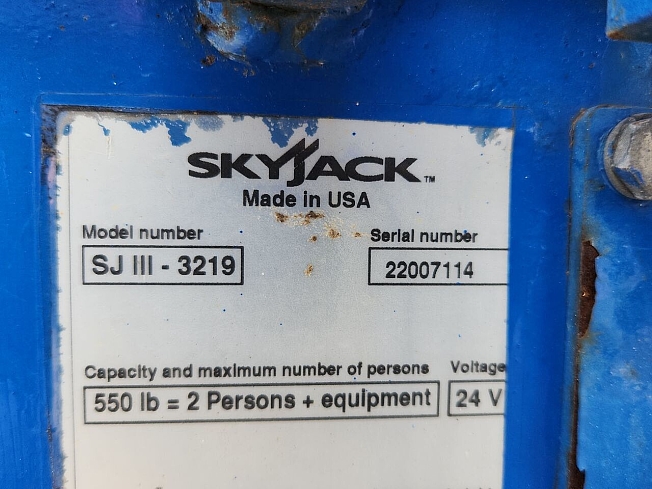 SKYJACK™
Made in USA
Model number Serial number
SJ III - 3219 22007114
Capacity and maximum number of persons Voltage
550 lb = 2 Persons + equipment 24 V